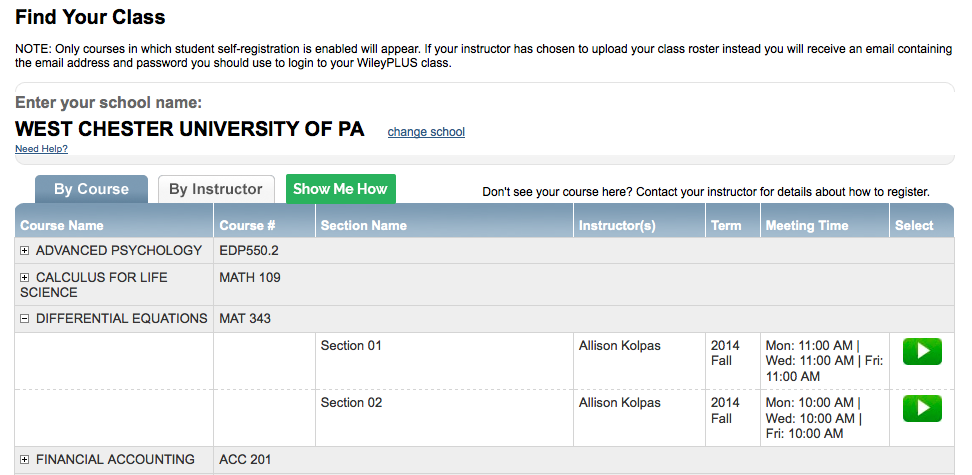 Find Your Class
NOTE: Only courses in which student self-registration is enabled will appear. If your instructor has chosen to upload your class roster instead you will receive an email containing
the email address and password you should use to login to your WileyPLUS class.
Enter your school name:
WEST CHESTER UNIVERSITY OF PA change school
Need Help?
By Course By Instructor Show Me How Don't see your course here? Contact your instructor for details about how to register.
Course Name Course # Section Name Instructor(s) Term Meeting Time Select
ADVANCED PSYCHOLOGY EDP550.2
CALCULUS FOR LIFE MATH 109
SCIENCE
DIFFERENTIAL EQUATIONS MAT 343
Section 01 Allison Kolpas 2014 Mon: 11:00 AM |
Fall Wed: 11:00 AM | Fri:
11:00 AM
Section 02 Allison Kolpas 2014 Mon: 10:00 AM |
Fall Wed: 10:00 AM |
Fri: 10:00 AM
FINANCIAL ACCOUNTING ACC 201